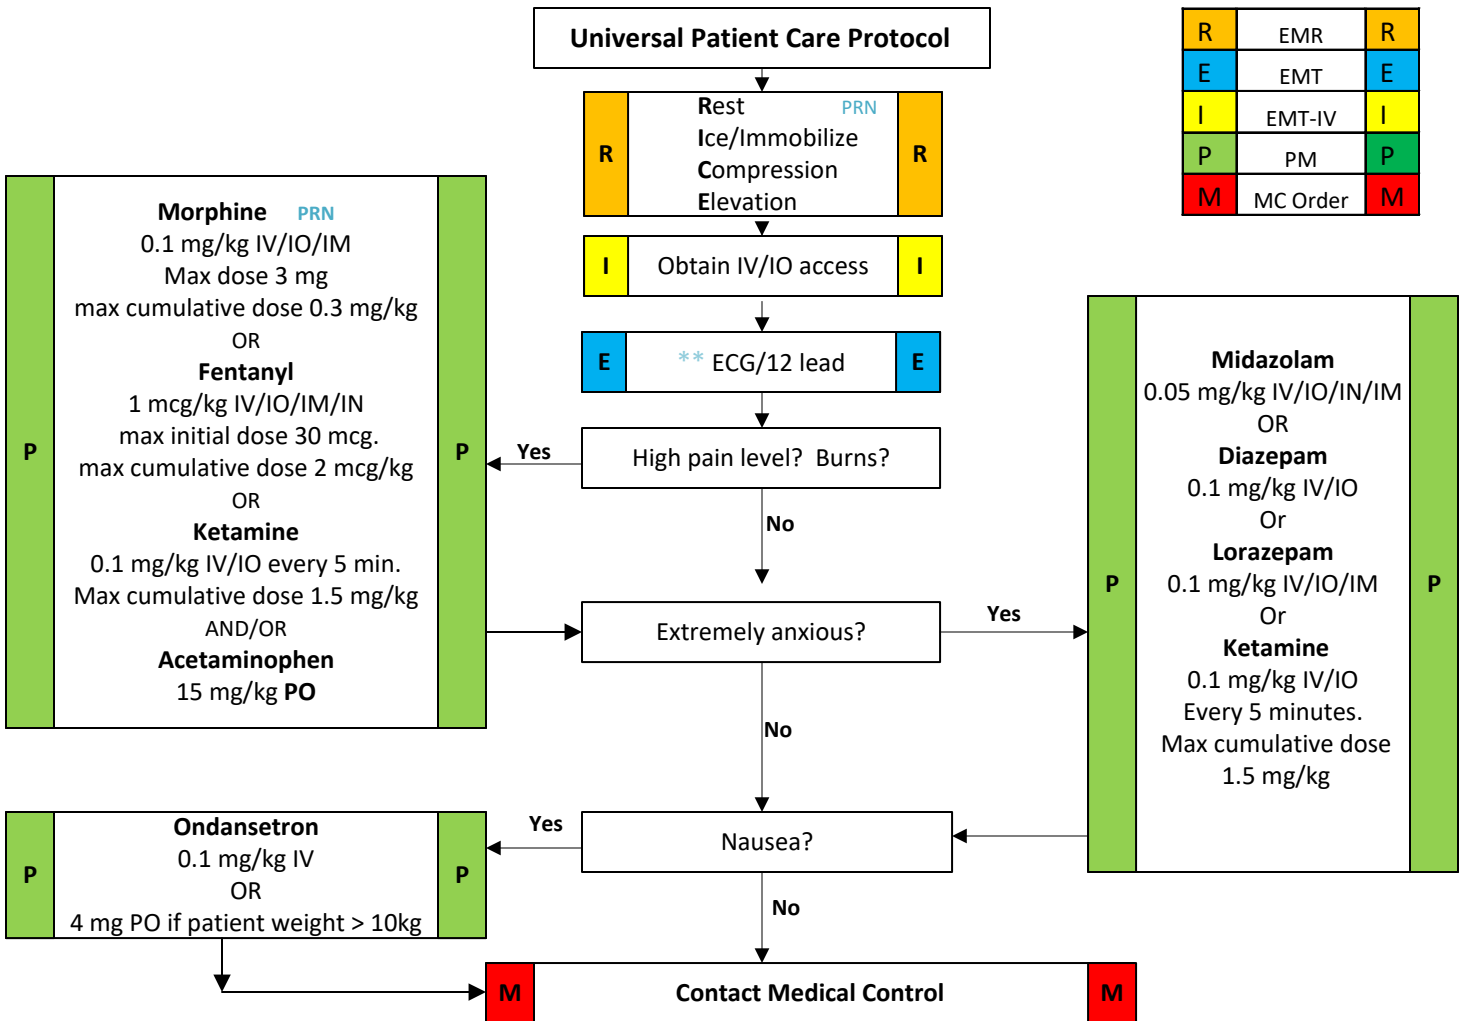 Universal Patient Care Protocol
R EMR R
E EMT E
I EMT-IV I
P PM P
M MC Order M
Rest PRN
Ice/Immobilize
R R
Compression
Elevation
I Obtain IV/IO access I
E ** ECG/12 lead E
High pain level? Burns?
Yes
No
P P
Morphine PRN
0.1 mg/kg IV/IO/IM
Max dose 3 mg
max cumulative dose 0.3 mg/kg
OR
Fentanyl
1 mcg/kg IV/IO/IM/IN
max initial dose 30 mcg.
max cumulative dose 2 mcg/kg
OR
Ketamine
0.1 mg/kg IV/IO every 5 min.
Max cumulative dose 1.5 mg/kg
AND/OR
Acetaminophen
15 mg/kg PO
Extremely anxious?
Yes
No
P P
Midazolam
0.05 mg/kg IV/IO/IN/IM
OR
Diazepam
0.1 mg/kg IV/IO
Or
Lorazepam
0.1 mg/kg IV/IO/IM
Or
Ketamine
0.1 mg/kg IV/IO
Every 5 minutes.
Max cumulative dose
1.5 mg/kg
Nausea?
Yes
No
P P
Ondansetron
0.1 mg/kg IV
OR
4 mg PO if patient weight > 10kg
M Contact Medical Control M